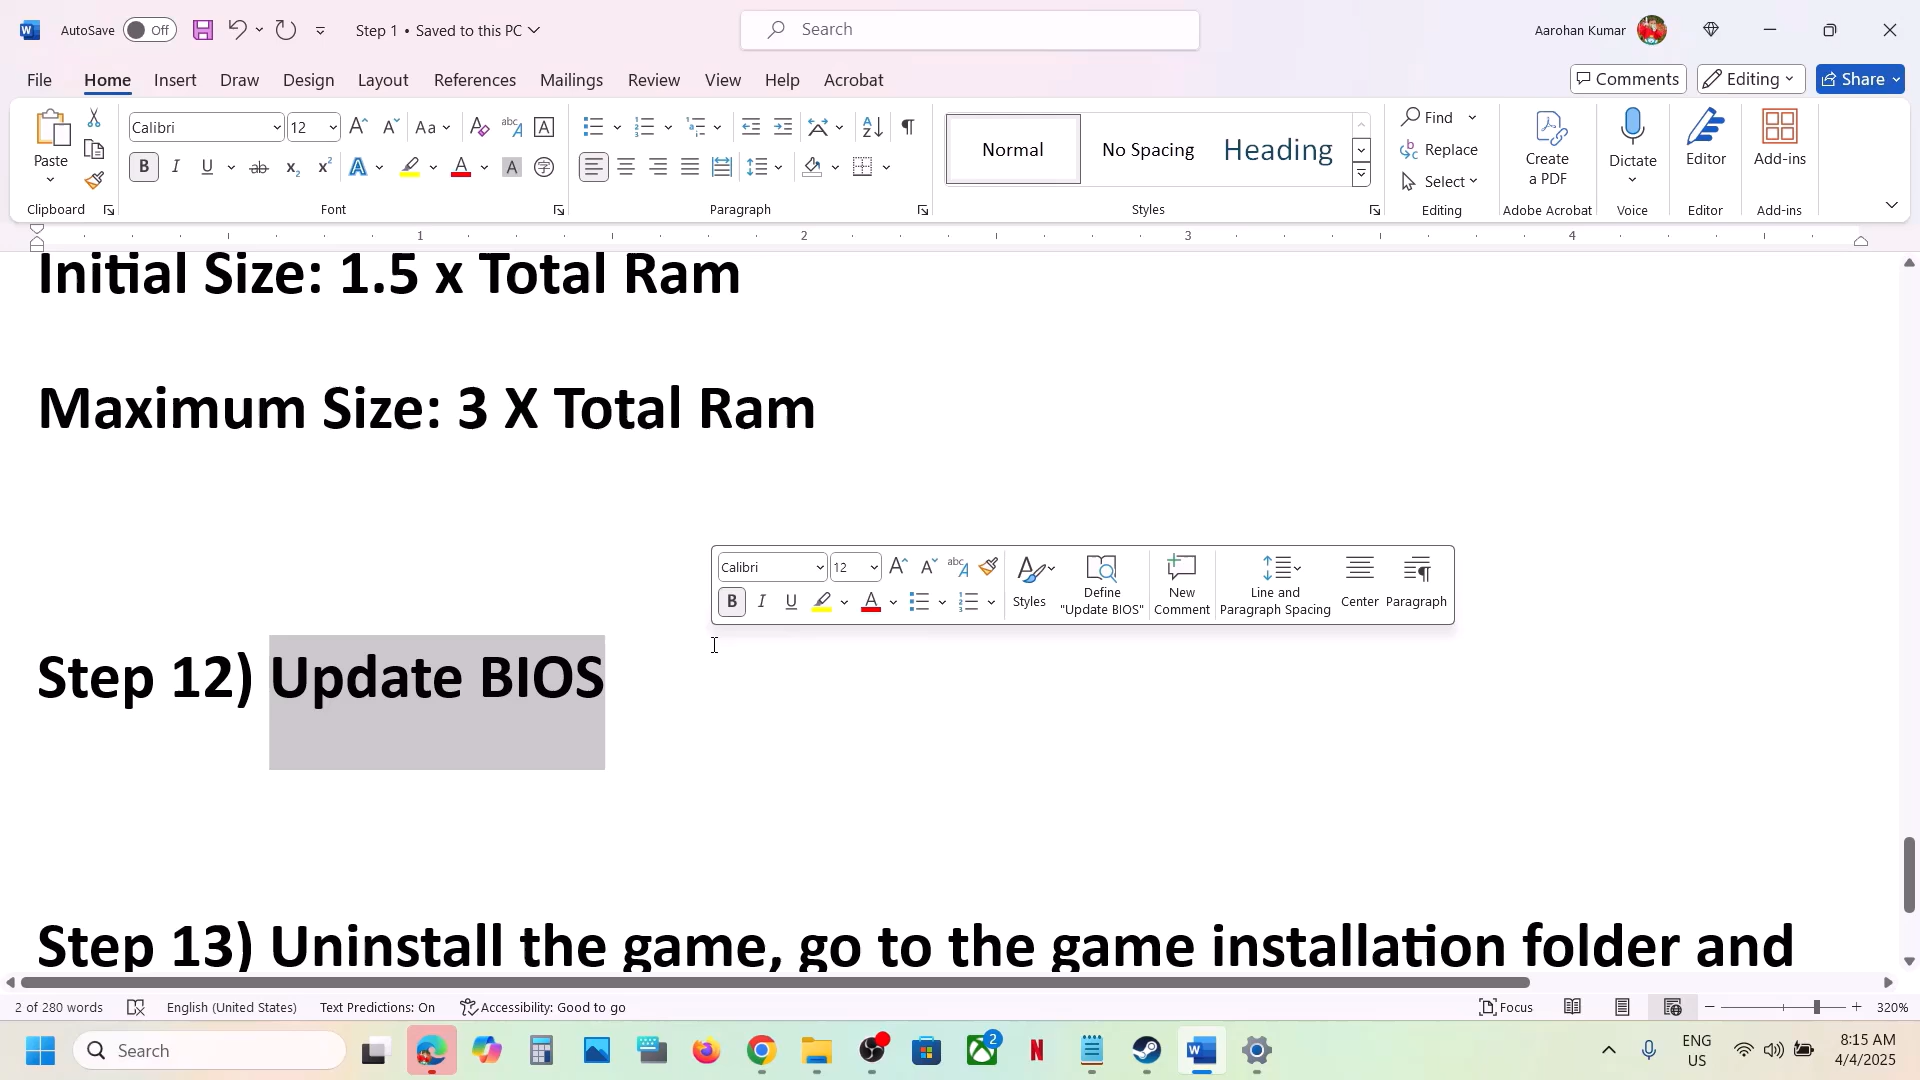 AutoSave
Off
Step 1 • Saved to this PC
Search
Aarohan Kumar
File
Home
Insert
Draw
Design
Layout
References
Mailings
Review
View
Help
Acrobat
Comments
Editing
Share
Paste
Calibri
12
Clipboard
Font
Paragraph
Normal
No Spacing
Heading
Styles
Find
Replace
Select
Editing
Create a PDF
Adobe Acrobat
Dictate
Voice
Editor
Editor
Add-ins
Add-ins
1
2
3
4
Initial Size: 1.5 x Total Ram
Maximum Size: 3 X Total Ram
Calibri
12
Styles
Define "Update BIOS"
New Comment
Line and Paragraph Spacing
Center
Paragraph
Step 12) Update BIOS
Step 13) Uninstall the game, go to the game installation folder and
2 of 280 words
English (United States)
Text Predictions: On
Accessibility: Good to go
Focus
320%
Search
2
ENG
US
8:15 AM
4/4/2025